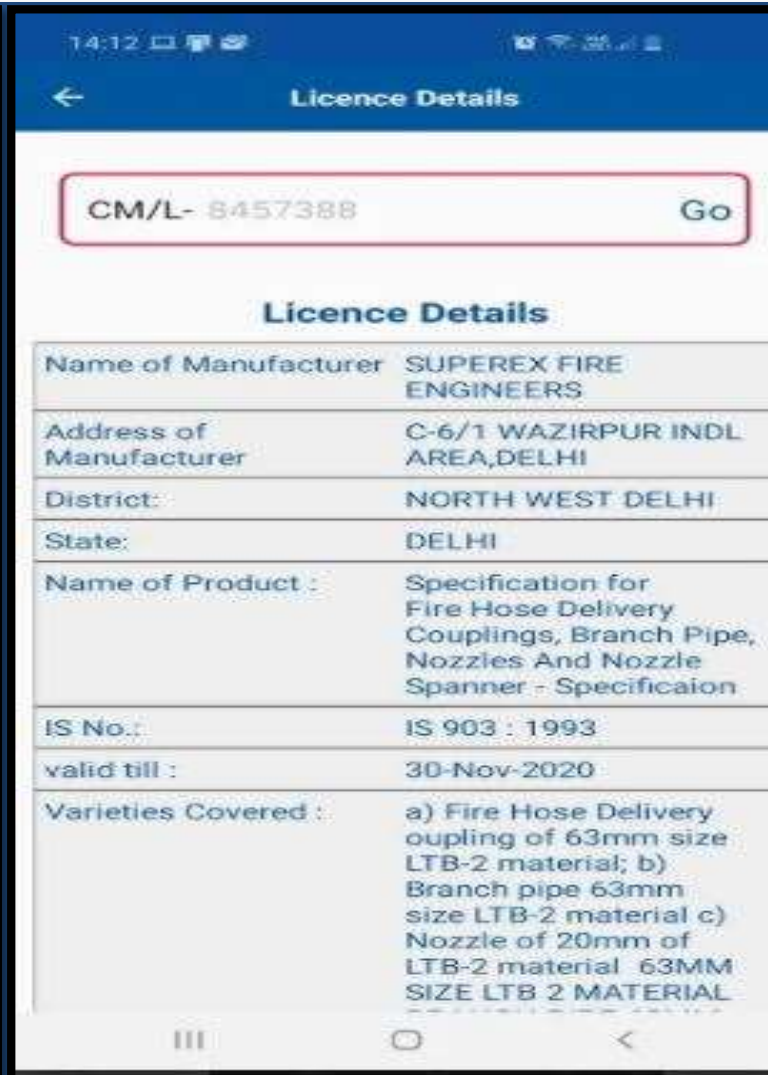 14:12
Licence Details
CM/L- 8457388 Go
Licence Details
Name of Manufacturer SUPEREX FIRE
ENGINEERS
Address of C-6/1 WAZIRPUR INDL
Manufacturer AREA,DELHI
District: NORTH WEST DELHI
State: DELHI
Name of Product : Specification for
Fire Hose Delivery
Couplings, Branch Pipe,
Nozzles And Nozzle
Spanner - Specificaion
IS No.: IS 903 : 1993
valid till : 30-Nov-2020
Varieties Covered : a) Fire Hose Delivery
oupling of 63mm size
LTB-2 material; b)
Branch pipe 63mm
size LTB-2 material c)
Nozzle of 20mm of
LTB-2 material 63MM
SIZE LTB 2 MATERIAL